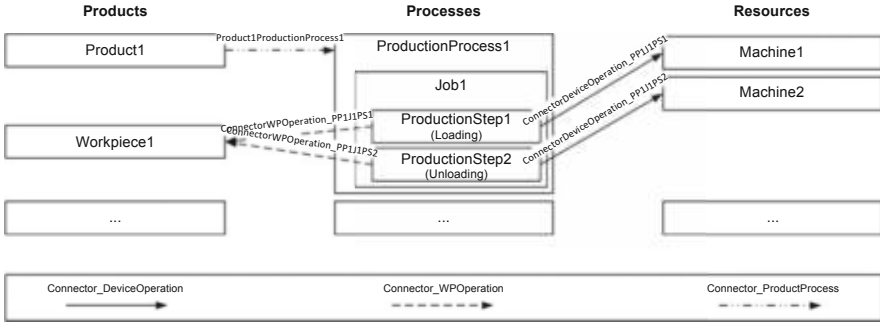 Products
Processes
Resources
Product1
Product1ProductionProcess1
ProductionProcess1
Machine1
Job1
Machine2
ConnectorDeviceOperation_PP1J1PS1
ConnectorDeviceOperation_PP1J1PS2
ConnectorWPOperation_PP1J1PS1
ConnectorWPOperation_PP1J1PS2
Workpiece1
ProductionStep1
(Loading)
ProductionStep2
(Unloading)
...
...
...
Connector_DeviceOperation
Connector_WPOperation
Connector_ProductProcess